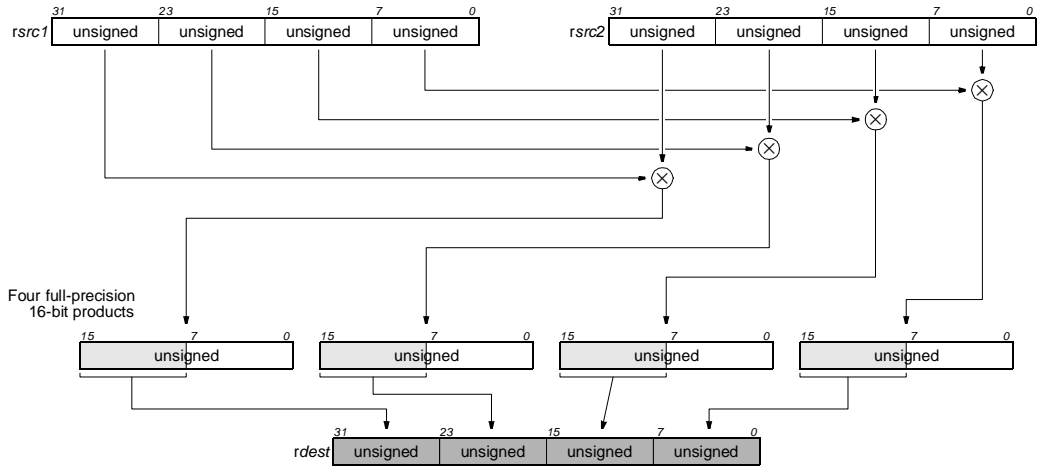 31 23 15 7 0 31 23 15 7 0
rsrc1 unsigned unsigned unsigned unsigned rsrc2 unsigned unsigned unsigned unsigned
Four full-precision
16-bit products
15 7 0 15 7 0 15 7 0 15 7 0
unsigned unsigned unsigned unsigned
31 23 15 7 0
rdest unsigned unsigned unsigned unsigned